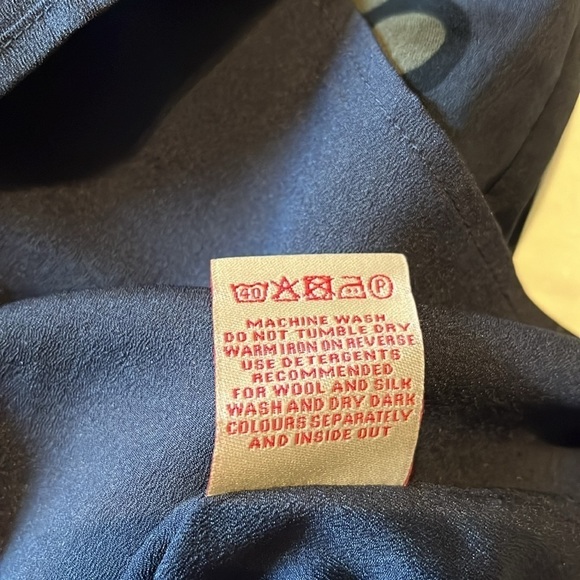 40 P
MACHINE WASH
DO NOT TUMBLE DRY
WARM IRON ON REVERSE
USE DETERGENTS
RECOMMENDED
FOR WOOL AND SILK
WASH AND DRY DARK
COLOURS SEPARATELY
AND INSIDE OUT